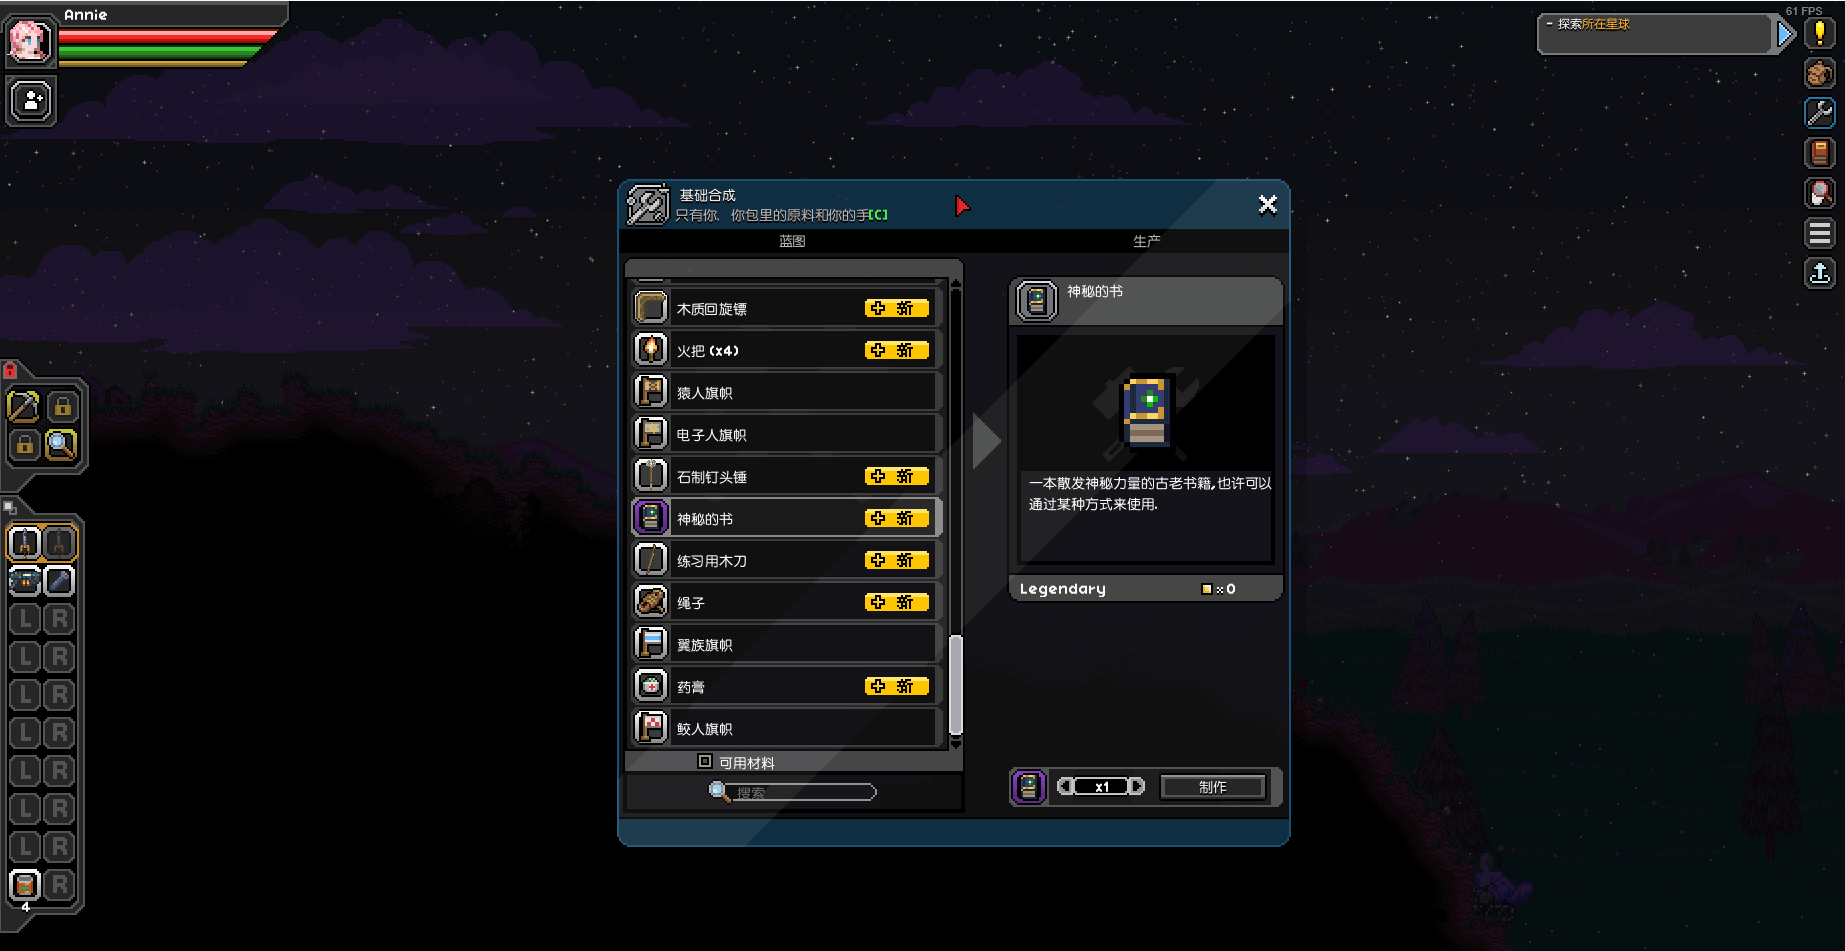 Annie
61 FPS
- 探索所在星球
基础合成
只有你、你包里的原料和你的手[C]
蓝图
生产
木质回旋镖
新
火把 (x4)
新
猿人旗帜
电子人旗帜
石制钉头锤
新
神秘的书
新
练习用木刀
新
绳子
新
翼族旗帜
药膏
新
鲛人旗帜
可用材料
搜索
神秘的书
一本散发神秘力量的古老书籍,也许可以
通过某种方式来使用.
Legendary
x0
x1
制作
L R
L R
L R
L R
L R
L R
L R
R
4